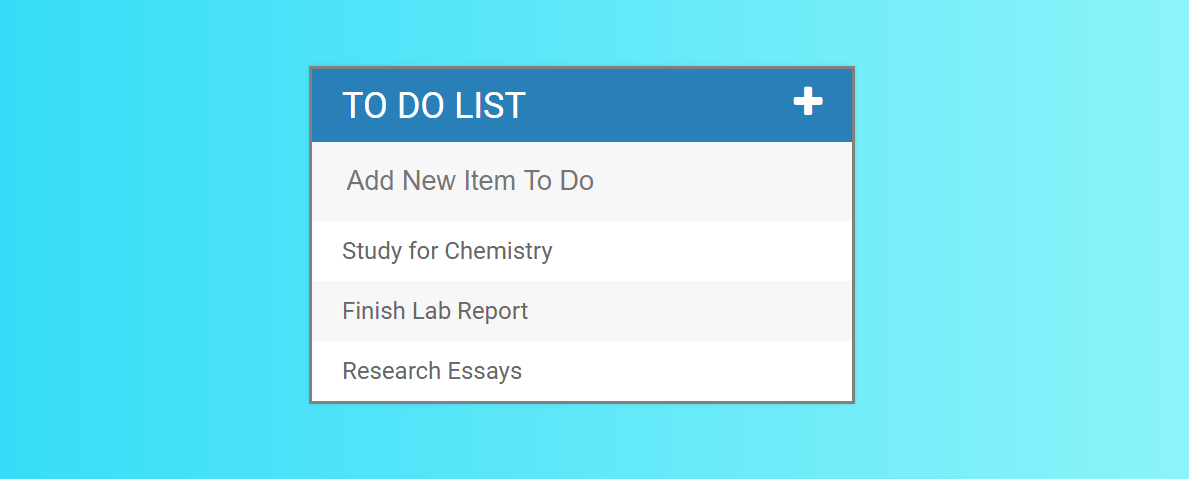 TO DO LIST
Add New Item To Do
Study for Chemistry
Finish Lab Report
Research Essays